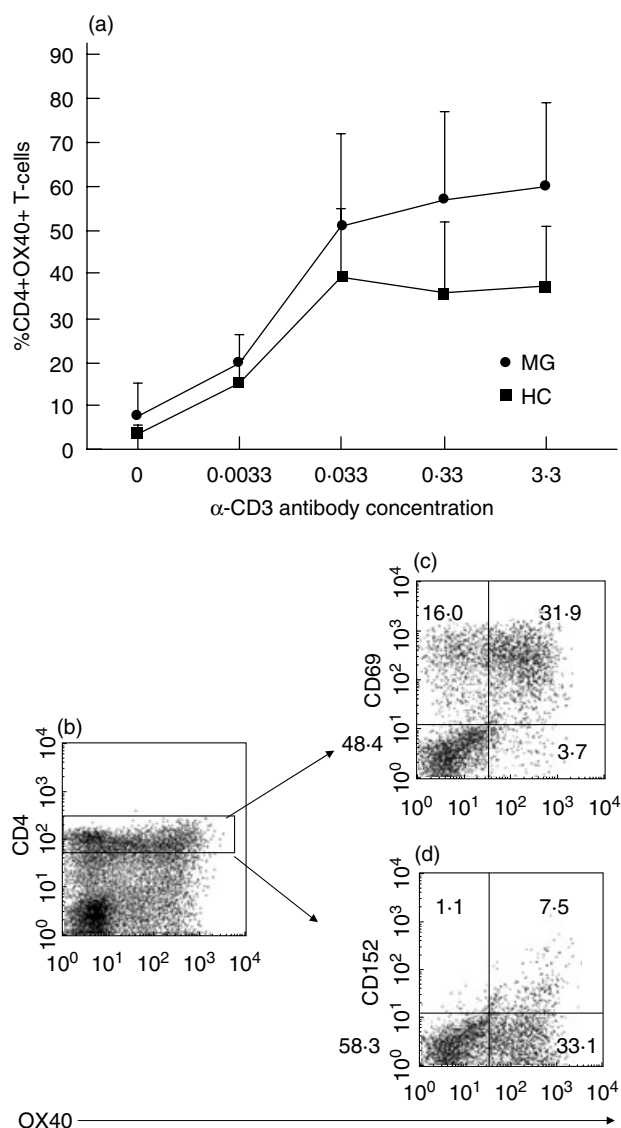 (a)
90
80
70
60
50
40
30
20
10
0
%CD4+OX40+ T-cells
MG
HC
0 0·0033 0·033 0·33 3·3
α-CD3 antibody concentration
(b)
10⁴
10³
10²
10¹
10⁰
CD4
10⁰ 10¹ 10² 10³ 10⁴
(c)
10⁴
10³
10²
10¹
10⁰
CD69
16·0 31·9
48·4 3·7
10⁰ 10¹ 10² 10³ 10⁴
(d)
10⁴
10³
10²
10¹
10⁰
CD152
1·1 7·5
58·3 33·1
10⁰ 10¹ 10² 10³ 10⁴
OX40